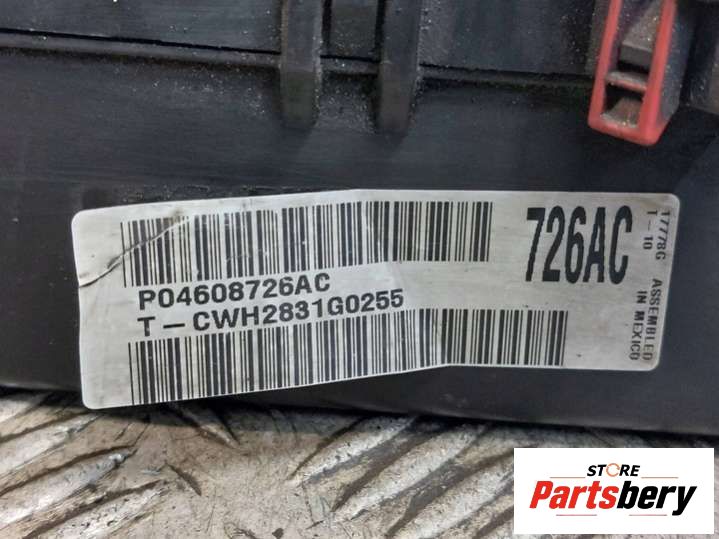 P04608726AC
T-CWH2831G0255
726AC
17778G ASSEMBLED
T-10 IN MEXICO
STORE
Partsbery